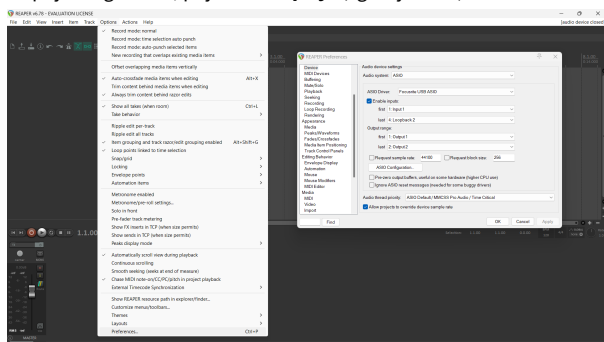 REAPER v6.78 - EVALUATION LICENSE
File Edit View Insert Item Track Options Actions Help
[audio device closed]
Record mode: normal
Record mode: time selection auto punch
Record mode: auto-punch selected items
New recording that overlaps existing media items
Offset overlapping media items vertically
Auto-crossfade media items when editing Alt+X
Trim content behind media items when editing
Always trim content behind razor edits
Show all takes (when room) Ctrl+L
Take behavior
Ripple edit per-track
Ripple edit all tracks
Item grouping and track razor/edit grouping enabled Alt+Shift+G
Loop points linked to time selection
Snap/grid
Locking
Envelope points
Automation items
Metronome enabled
Metronome/pre-roll settings...
Solo in front
Pre-fader track metering
Show FX inserts in TCP (when size permits)
Show sends in TCP (when size permits)
Peaks display mode
Automatically scroll view during playback
Continuous scrolling
Smooth seeking (seeks at end of measure)
Chase MIDI note-on/CC/PC/pitch in project playback
External Timecode Synchronization
Show REAPER resource path in explorer/finder...
Customize menus/toolbars...
Themes
Layouts
Preferences... Ctrl+P
REAPER Preferences
Device
MIDI Devices
Buffering
Mute/Solo
Playback
Seeking
Recording
Loop Recording
Rendering
Appearance
Media
Peaks/Waveforms
Fades/Crossfades
Media Item Positioning
Track Control Panels
Editing Behavior
Envelope Display
Automation
Mouse
Mouse Modifiers
MIDI Editor
Media
MIDI
Video
Import
Find
Audio device settings
Audio system: ASIO
ASIO Driver: Focusrite USB ASIO
Enable inputs:
first 1: Input 1
last 4: Loopback 2
Output range:
first 1: Output 1
last 2: Output 2
Request sample rate: 44100 Request block size: 256
ASIO Configuration...
Pre-zero output buffers, useful on some hardware (higher CPU use)
Ignore ASIO reset messages (needed for some buggy drivers)
Audio thread priority: ASIO Default / MMCSS Pro Audio / Time Critical
Allow projects to override device sample rate
OK Cancel Apply
1.1.00
MASTER